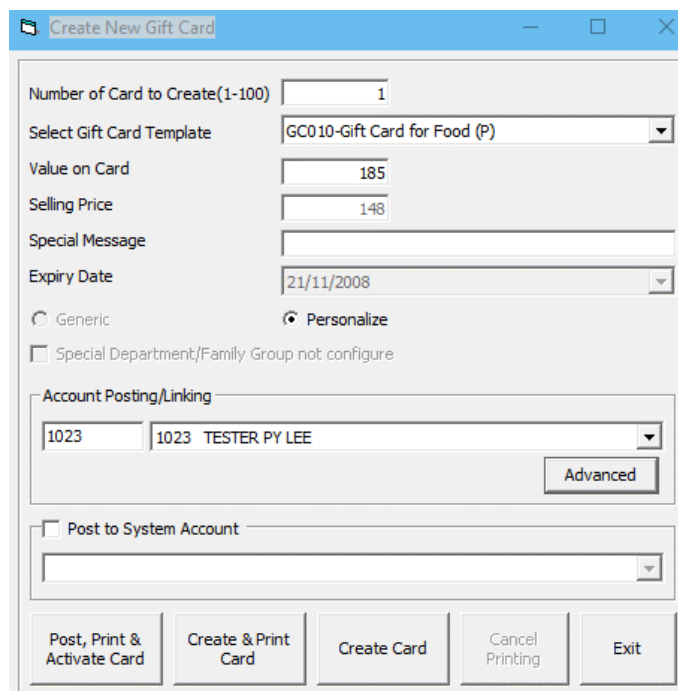 Create New Gift Card
Number of Card to Create(1-100) 1
Select Gift Card Template GC010-Gift Card for Food (P)
Value on Card 185
Selling Price 148
Special Message
Expiry Date 21/11/2008
Generic Personalize
Special Department/Family Group not configure
Account Posting/Linking
1023 1023 TESTER PY LEE
Advanced
Post to System Account
Post, Print &
Activate Card
Create & Print
Card
Create Card
Cancel
Printing
Exit